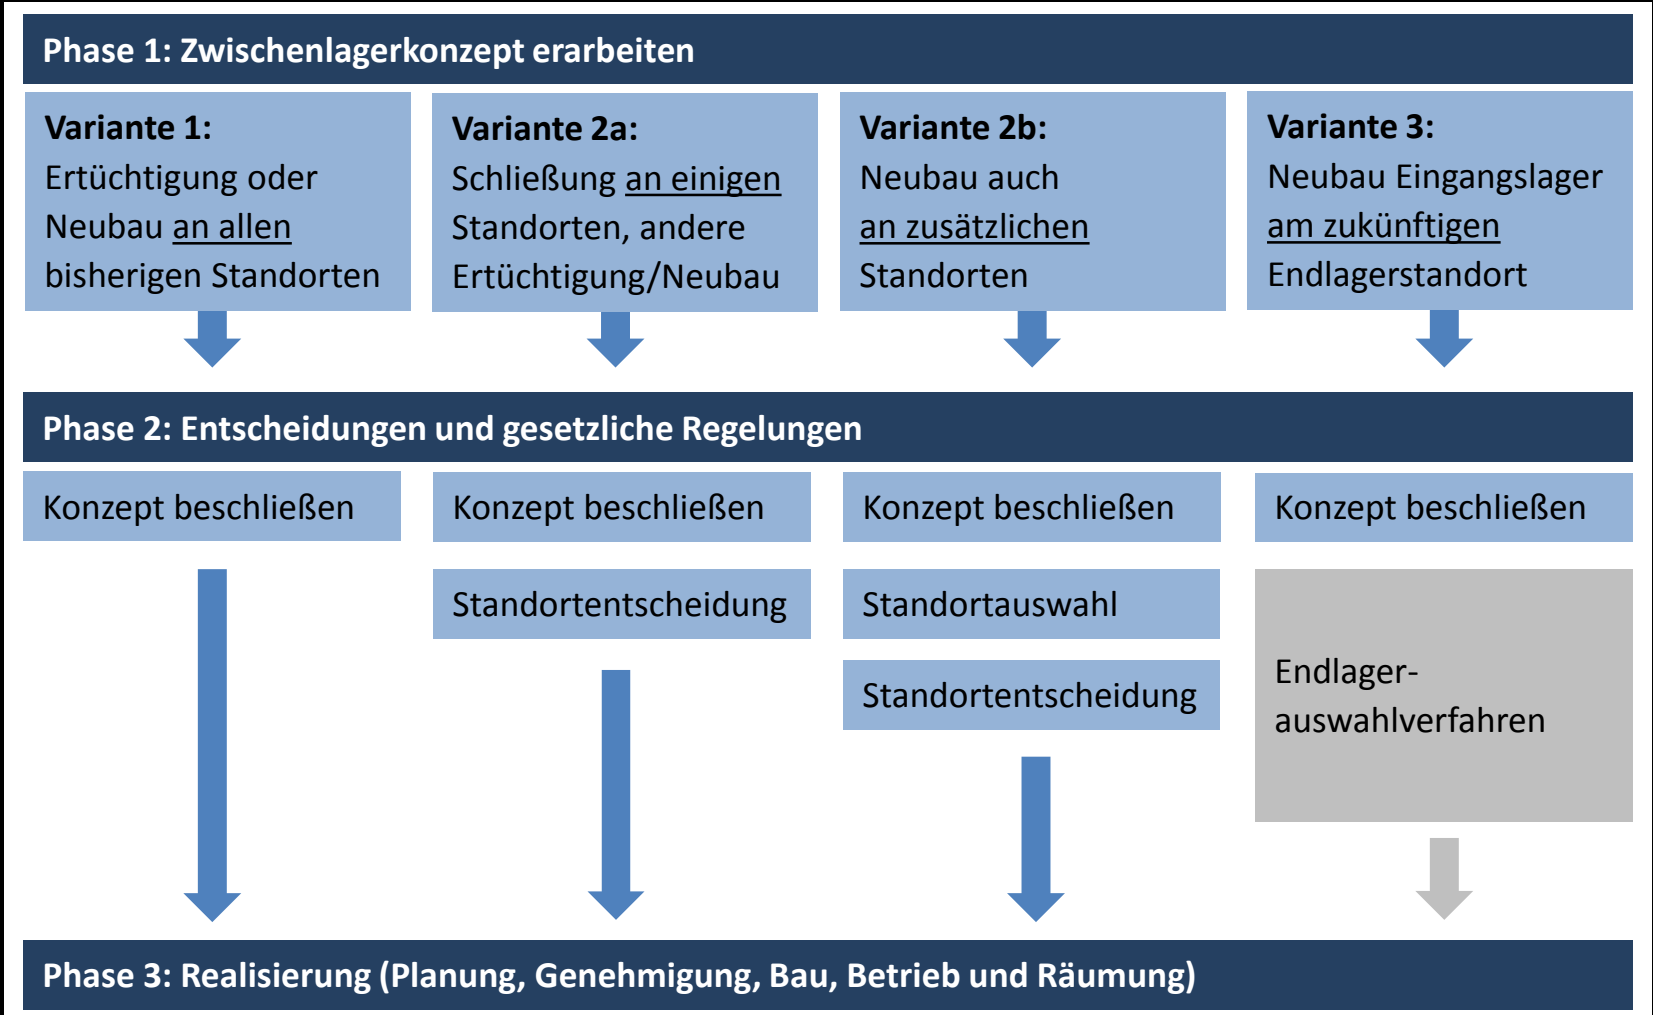 Phase 1: Zwischenlagerkonzept erarbeiten
Variante 1:
Ertüchtigung oder
Neubau an allen
bisherigen Standorten
Variante 2a:
Schließung an einigen
Standorten, andere
Ertüchtigung/Neubau
Variante 2b:
Neubau auch
an zusätzlichen
Standorten
Variante 3:
Neubau Eingangslager
am zukünftigen
Endlagerstandort
Phase 2: Entscheidungen und gesetzliche Regelungen
Konzept beschließen
Konzept beschließen
Standortentscheidung
Konzept beschließen
Standortauswahl
Standortentscheidung
Konzept beschließen
Endlager-
auswahlverfahren
Phase 3: Realisierung (Planung, Genehmigung, Bau, Betrieb und Räumung)